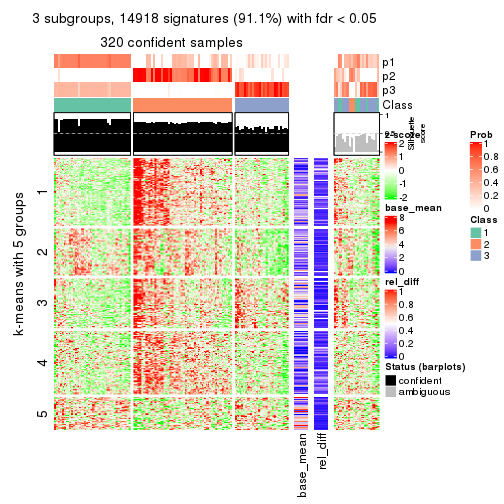 3 subgroups, 14918 signatures (91.1%) with fdr < 0.05
320 confident samples
p1
p2
p3
Class
1
0.5
0
Silhouette
score
k-means with 5 groups
1
2
3
4
5
base_mean
rel_diff
z-score
2
1
0
-1
-2
base_mean
8
6
4
2
0
rel_diff
1
0.8
0.6
0.4
0.2
0
Status (barplots)
confident
ambiguous
Prob
1
0.8
0.6
0.4
0.2
0
Class
1
2
3